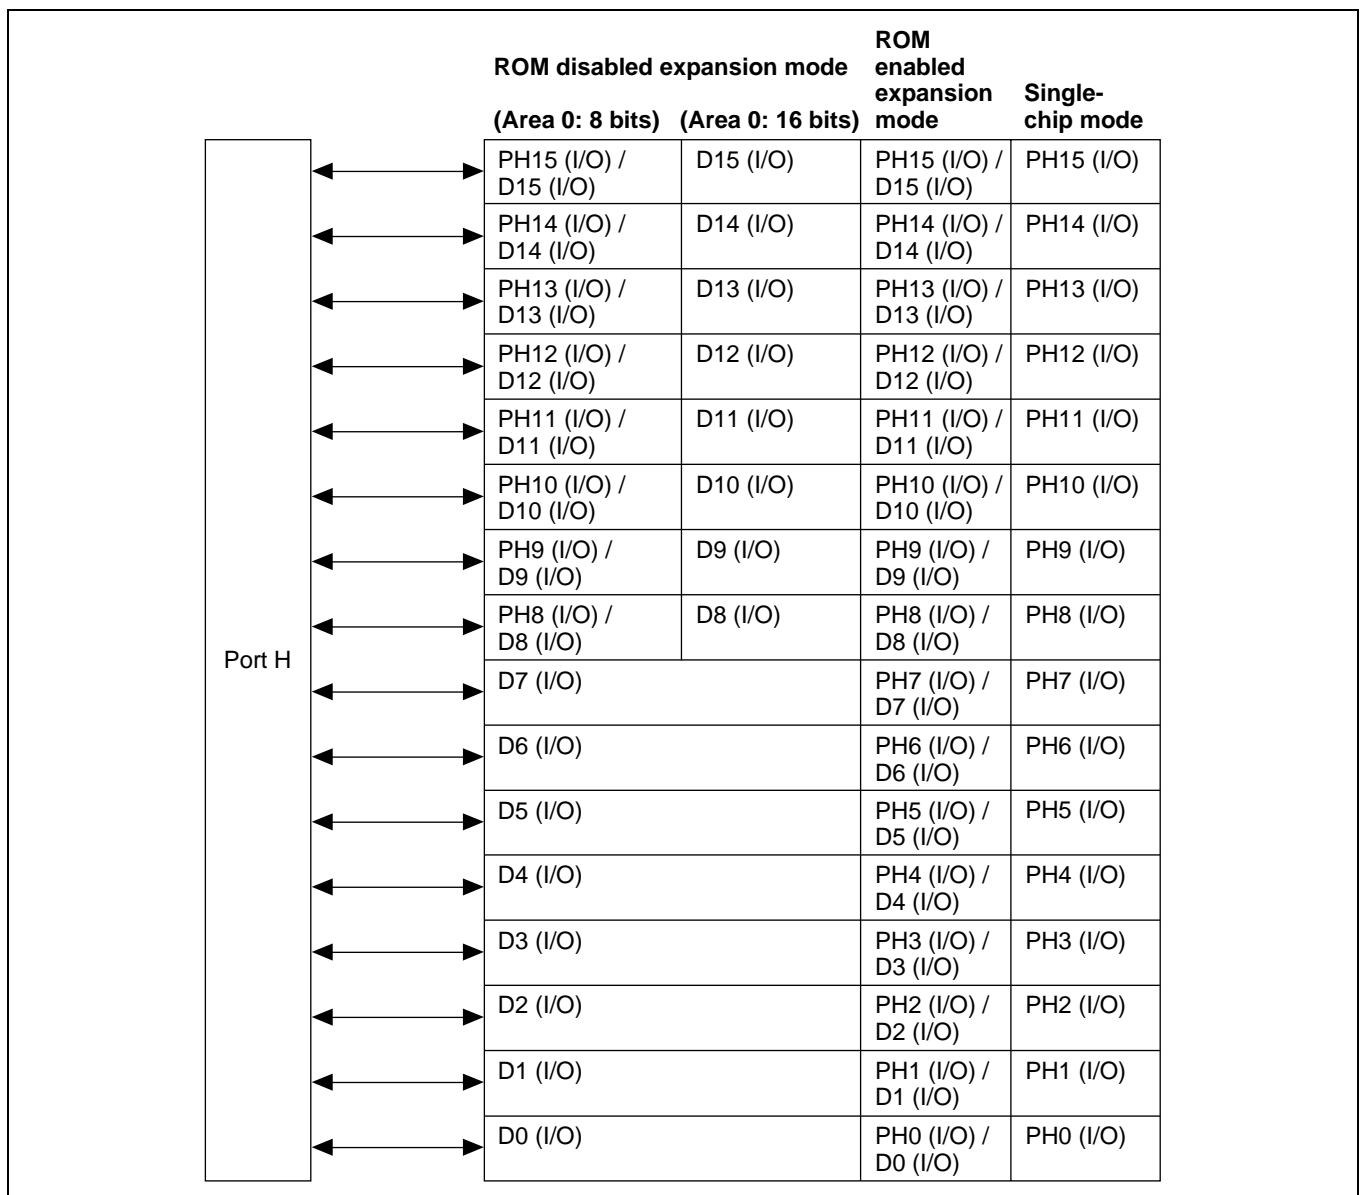 ROM disabled expansion mode
(Area 0: 8 bits) (Area 0: 16 bits)
ROM
enabled
expansion
mode
Single-
chip mode
Port H
PH15 (I/O) /
D15 (I/O)
D15 (I/O)
PH15 (I/O) /
D15 (I/O)
PH15 (I/O)
PH14 (I/O) /
D14 (I/O)
D14 (I/O)
PH14 (I/O) /
D14 (I/O)
PH14 (I/O)
PH13 (I/O) /
D13 (I/O)
D13 (I/O)
PH13 (I/O) /
D13 (I/O)
PH13 (I/O)
PH12 (I/O) /
D12 (I/O)
D12 (I/O)
PH12 (I/O) /
D12 (I/O)
PH12 (I/O)
PH11 (I/O) /
D11 (I/O)
D11 (I/O)
PH11 (I/O) /
D11 (I/O)
PH11 (I/O)
PH10 (I/O) /
D10 (I/O)
D10 (I/O)
PH10 (I/O) /
D10 (I/O)
PH10 (I/O)
PH9 (I/O) /
D9 (I/O)
D9 (I/O)
PH9 (I/O) /
D9 (I/O)
PH9 (I/O)
PH8 (I/O) /
D8 (I/O)
D8 (I/O)
PH8 (I/O) /
D8 (I/O)
PH8 (I/O)
D7 (I/O)
PH7 (I/O) /
D7 (I/O)
PH7 (I/O)
D6 (I/O)
PH6 (I/O) /
D6 (I/O)
PH6 (I/O)
D5 (I/O)
PH5 (I/O) /
D5 (I/O)
PH5 (I/O)
D4 (I/O)
PH4 (I/O) /
D4 (I/O)
PH4 (I/O)
D3 (I/O)
PH3 (I/O) /
D3 (I/O)
PH3 (I/O)
D2 (I/O)
PH2 (I/O) /
D2 (I/O)
PH2 (I/O)
D1 (I/O)
PH1 (I/O) /
D1 (I/O)
PH1 (I/O)
D0 (I/O)
PH0 (I/O) /
D0 (I/O)
PH0 (I/O)